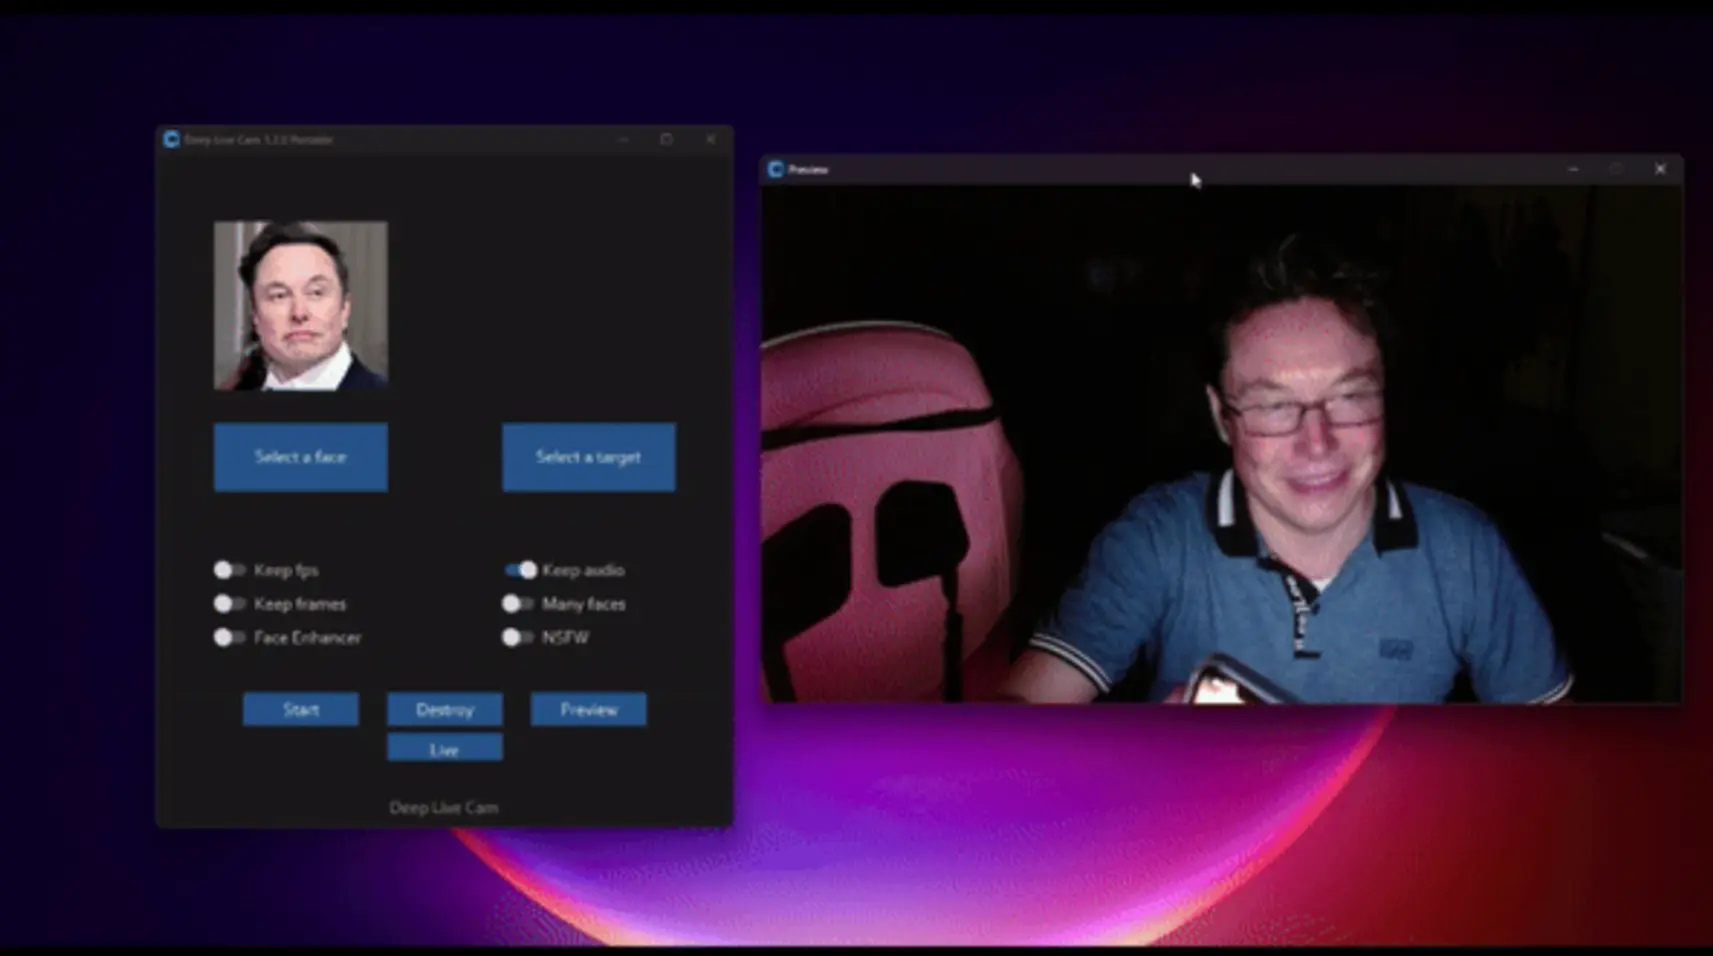 Deep Live Cam 1.3.0 Portable
Preview
Select a face
Select a target
Keep fps
Keep audio
Keep frames
Many faces
Face Enhancer
NSFW
Start
Destroy
Preview
Live
Deep Live Cam